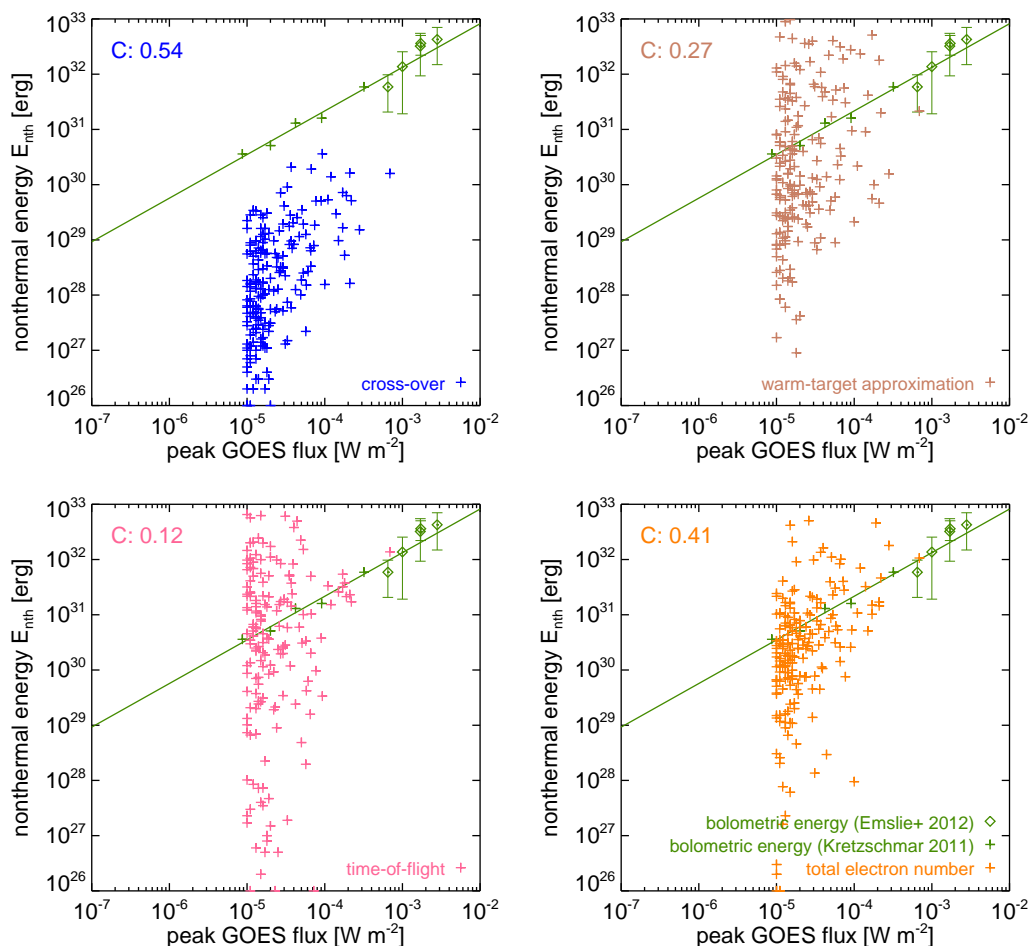 C: 0.54
nonthermal energy E_nth [erg]
10^33
10^32
10^31
10^30
10^29
10^28
10^27
10^26
cross-over
10^-7 10^-6 10^-5 10^-4 10^-3 10^-2
peak GOES flux [W m^-2]
C: 0.27
nonthermal energy E_nth [erg]
10^33
10^32
10^31
10^30
10^29
10^28
10^27
10^26
warm-target approximation
10^-7 10^-6 10^-5 10^-4 10^-3 10^-2
peak GOES flux [W m^-2]
C: 0.12
nonthermal energy E_nth [erg]
10^33
10^32
10^31
10^30
10^29
10^28
10^27
10^26
time-of-flight
10^-7 10^-6 10^-5 10^-4 10^-3 10^-2
peak GOES flux [W m^-2]
C: 0.41
nonthermal energy E_nth [erg]
10^33
10^32
10^31
10^30
10^29
10^28
10^27
10^26
bolometric energy (Emslie+ 2012)
bolometric energy (Kretzschmar 2011)
total electron number
10^-7 10^-6 10^-5 10^-4 10^-3 10^-2
peak GOES flux [W m^-2]